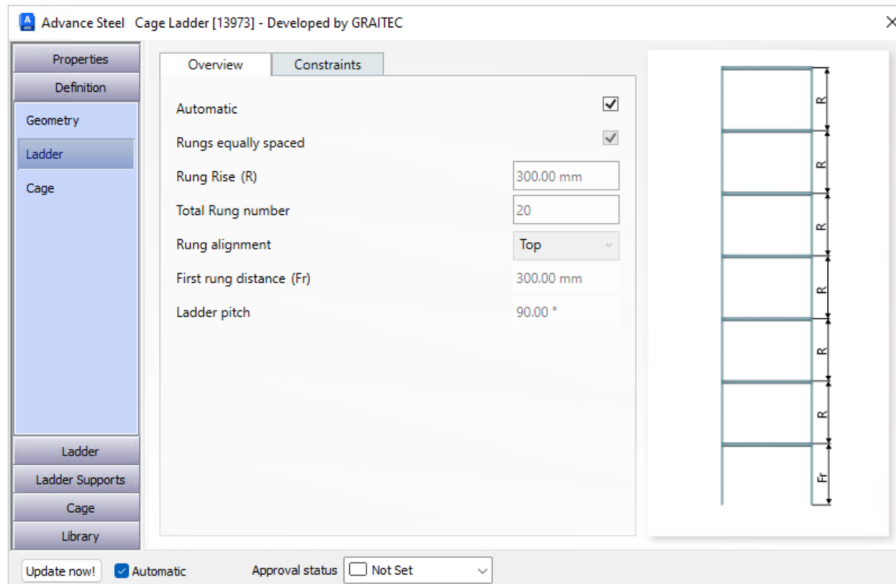 Advance Steel Cage Ladder [13973] - Developed by GRAITEC
Properties
Definition
Geometry
Ladder
Cage
Ladder
Ladder Supports
Cage
Library
Overview Constraints
Automatic
Rungs equally spaced
Rung Rise (R) 300.00 mm
Total Rung number 20
Rung alignment Top
First rung distance (Fr) 300.00 mm
Ladder pitch 90.00 °
R
R
R
R
R
R
Fr
Update now! Automatic Approval status Not Set